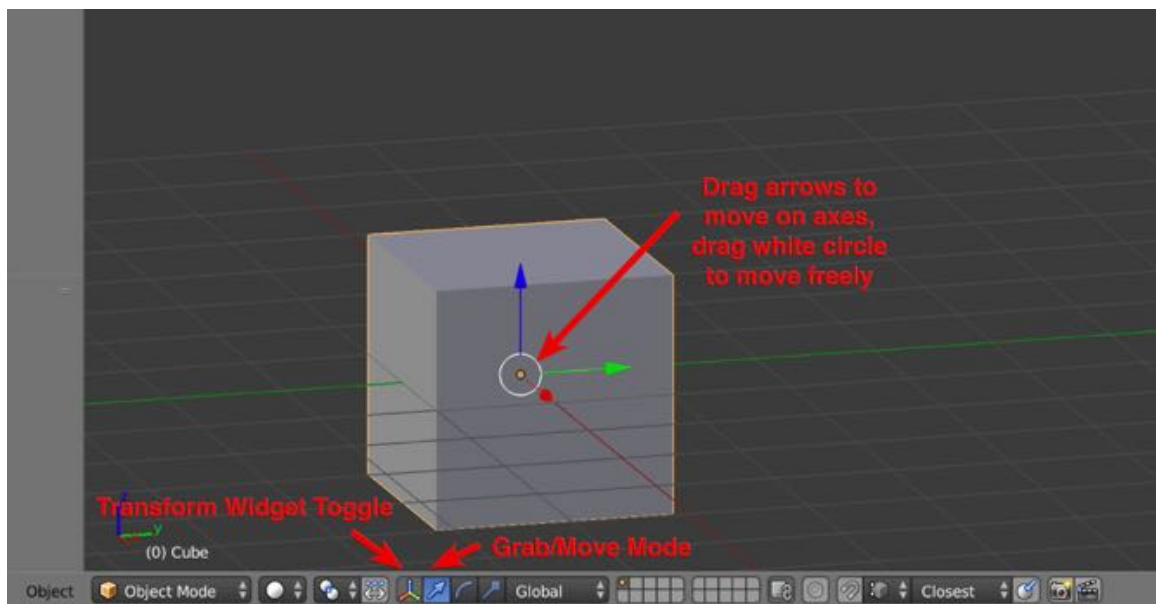 Drag arrows to
move on axes,
drag white circle
to move freely
Transform Widget Toggle
y
(0) Cube
Grab/Move Mode
Object
Object Mode
Global
Closest